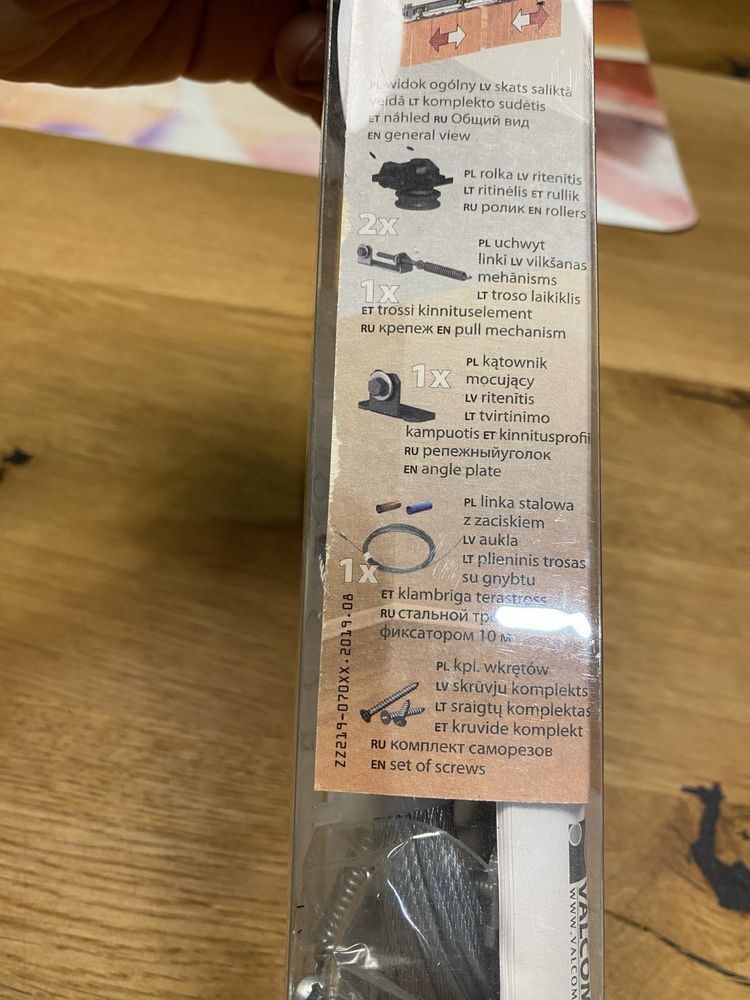 PL widok ogólny LV skats saliktā
veidā LT komplekto sudėtis
ET náhled RU Общий вид
EN general view
PL rolka LV ritenītis
LT ritinėlis ET rullik
RU ролик EN rollers
2x
PL uchwyt
linki LV vilkšanas
mehānisms
1x
LT troso laikiklis
ET trossi kinnituselement
RU крепеж EN pull mechanism
PL kątownik
1x
mocujący
LV ritenītis
LT tvirtinimo
kampuotis ET kinnitusprofii
RU репежныйуголок
EN angle plate
PL linka stalowa
z zaciskiem
LV aukla
LT plieninis trosas
1x
su gnybtu
ET klambriga terastross
RU стальной
фиксатором 10 м
ZZ219-070XX.2019.08
PL kpl. wkrętów
LV skrūvju komplekts
LT sraigtų komplektas
ET kruvide komplekt
RU комплект саморезов
EN set of screws
VALCOM
WWW.VALCOM